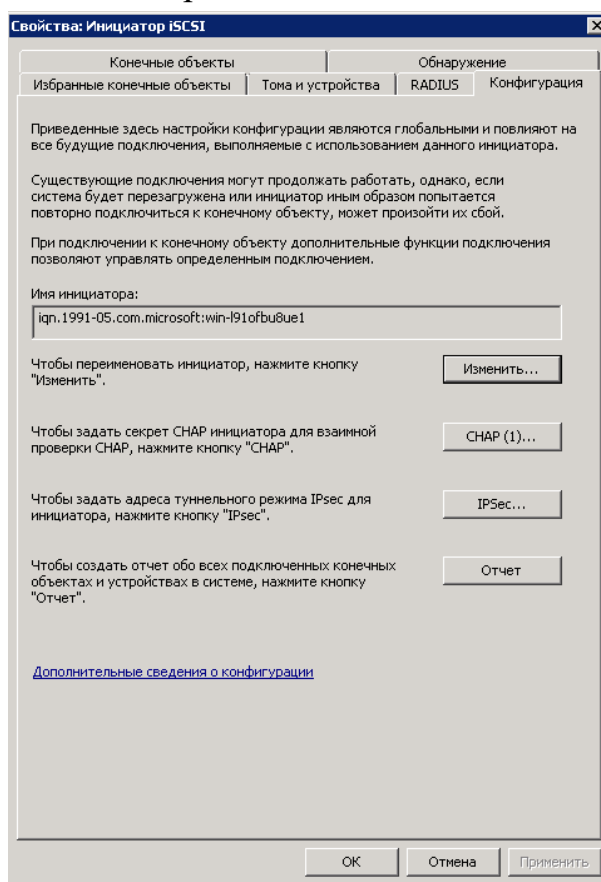 Свойства: Инициатор iSCSI
Конечные объекты
Обнаружение
Избранные конечные объекты
Тома и устройства
RADIUS
Конфигурация
Приведенные здесь настройки конфигурации являются глобальными и повлияют на
все будущие подключения, выполняемые с использованием данного инициатора.
Существующие подключения могут продолжать работать, однако, если
система будет перезагружена или инициатор иным образом попытается
повторно подключиться к конечному объекту, может произойти их сбой.
При подключении к конечному объекту дополнительные функции подключения
позволяют управлять определенным подключением.
Имя инициатора:
iqn.1991-05.com.microsoft:win-l91ofbu8ue1
Чтобы переименовать инициатор, нажмите кнопку
"Изменить".
Изменить...
Чтобы задать секрет CHAP инициатора для взаимной
проверки CHAP, нажмите кнопку "CHAP".
CHAP (1)...
Чтобы задать адреса туннельного режима IPsec для
инициатора, нажмите кнопку "IPsec".
IPSec...
Чтобы создать отчет обо всех подключенных конечных
объектах и устройствах в системе, нажмите кнопку
"Отчет".
Отчет
Дополнительные сведения о конфигурации
ОК
Отмена
Применить